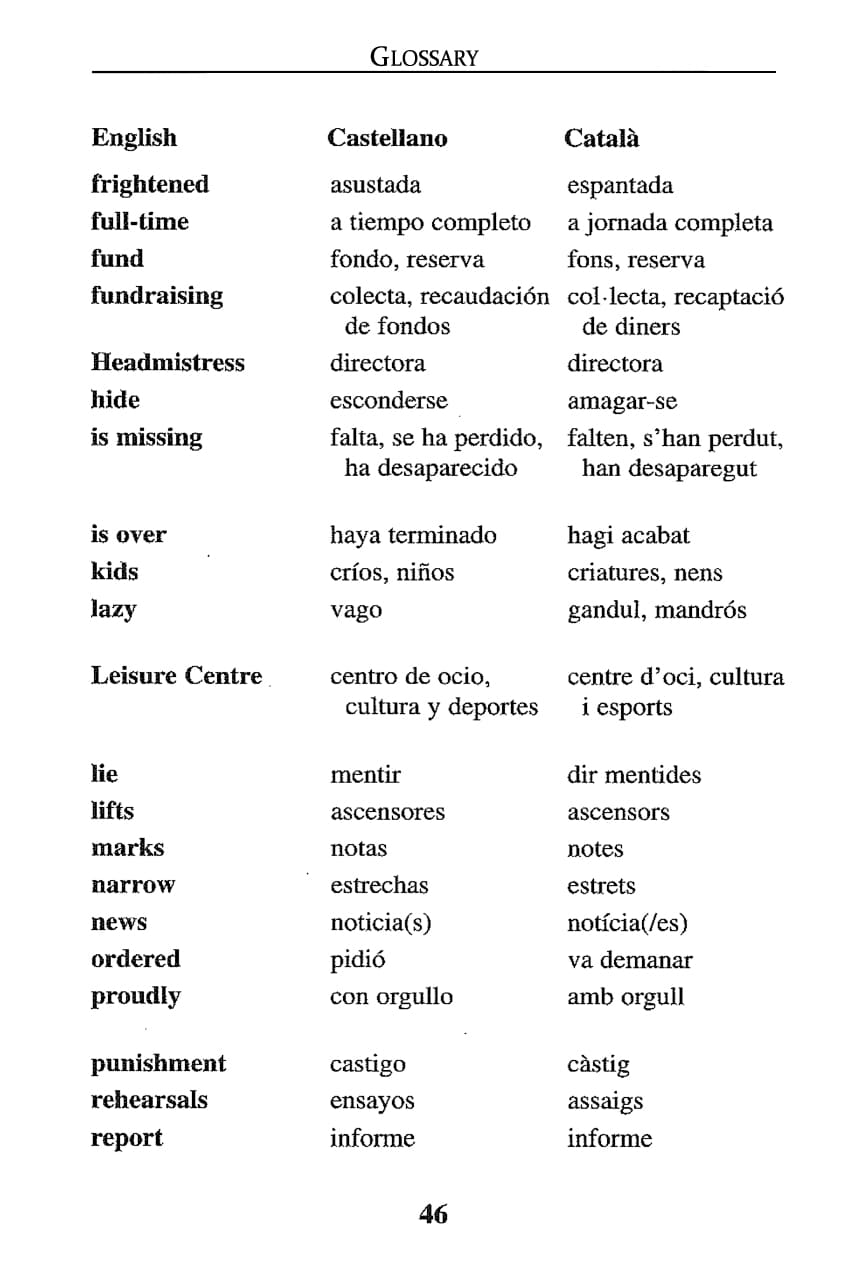 GLOSSARY
English Castellano Català
frightened asustada espantada
full-time a tiempo completo a jornada completa
fund fondo, reserva fons, reserva
fundraising colecta, recaudación col·lecta, recaptació
de fondos de diners
Headmistress directora directora
hide esconderse amagar-se
is missing falta, se ha perdido, falten, s'han perdut,
ha desaparecido han desaparegut
is over haya terminado hagi acabat
kids críos, niños criatures, nens
lazy vago gandul, mandrós
Leisure Centre centro de ocio, centre d'oci, cultura
cultura y deportes i esports
lie mentir dir mentides
lifts ascensores ascensors
marks notas notes
narrow estrechas estrets
news noticia(s) notícia(/es)
ordered pidió va demanar
proudly con orgullo amb orgull
punishment castigo càstig
rehearsals ensayos assaigs
report informe informe
46